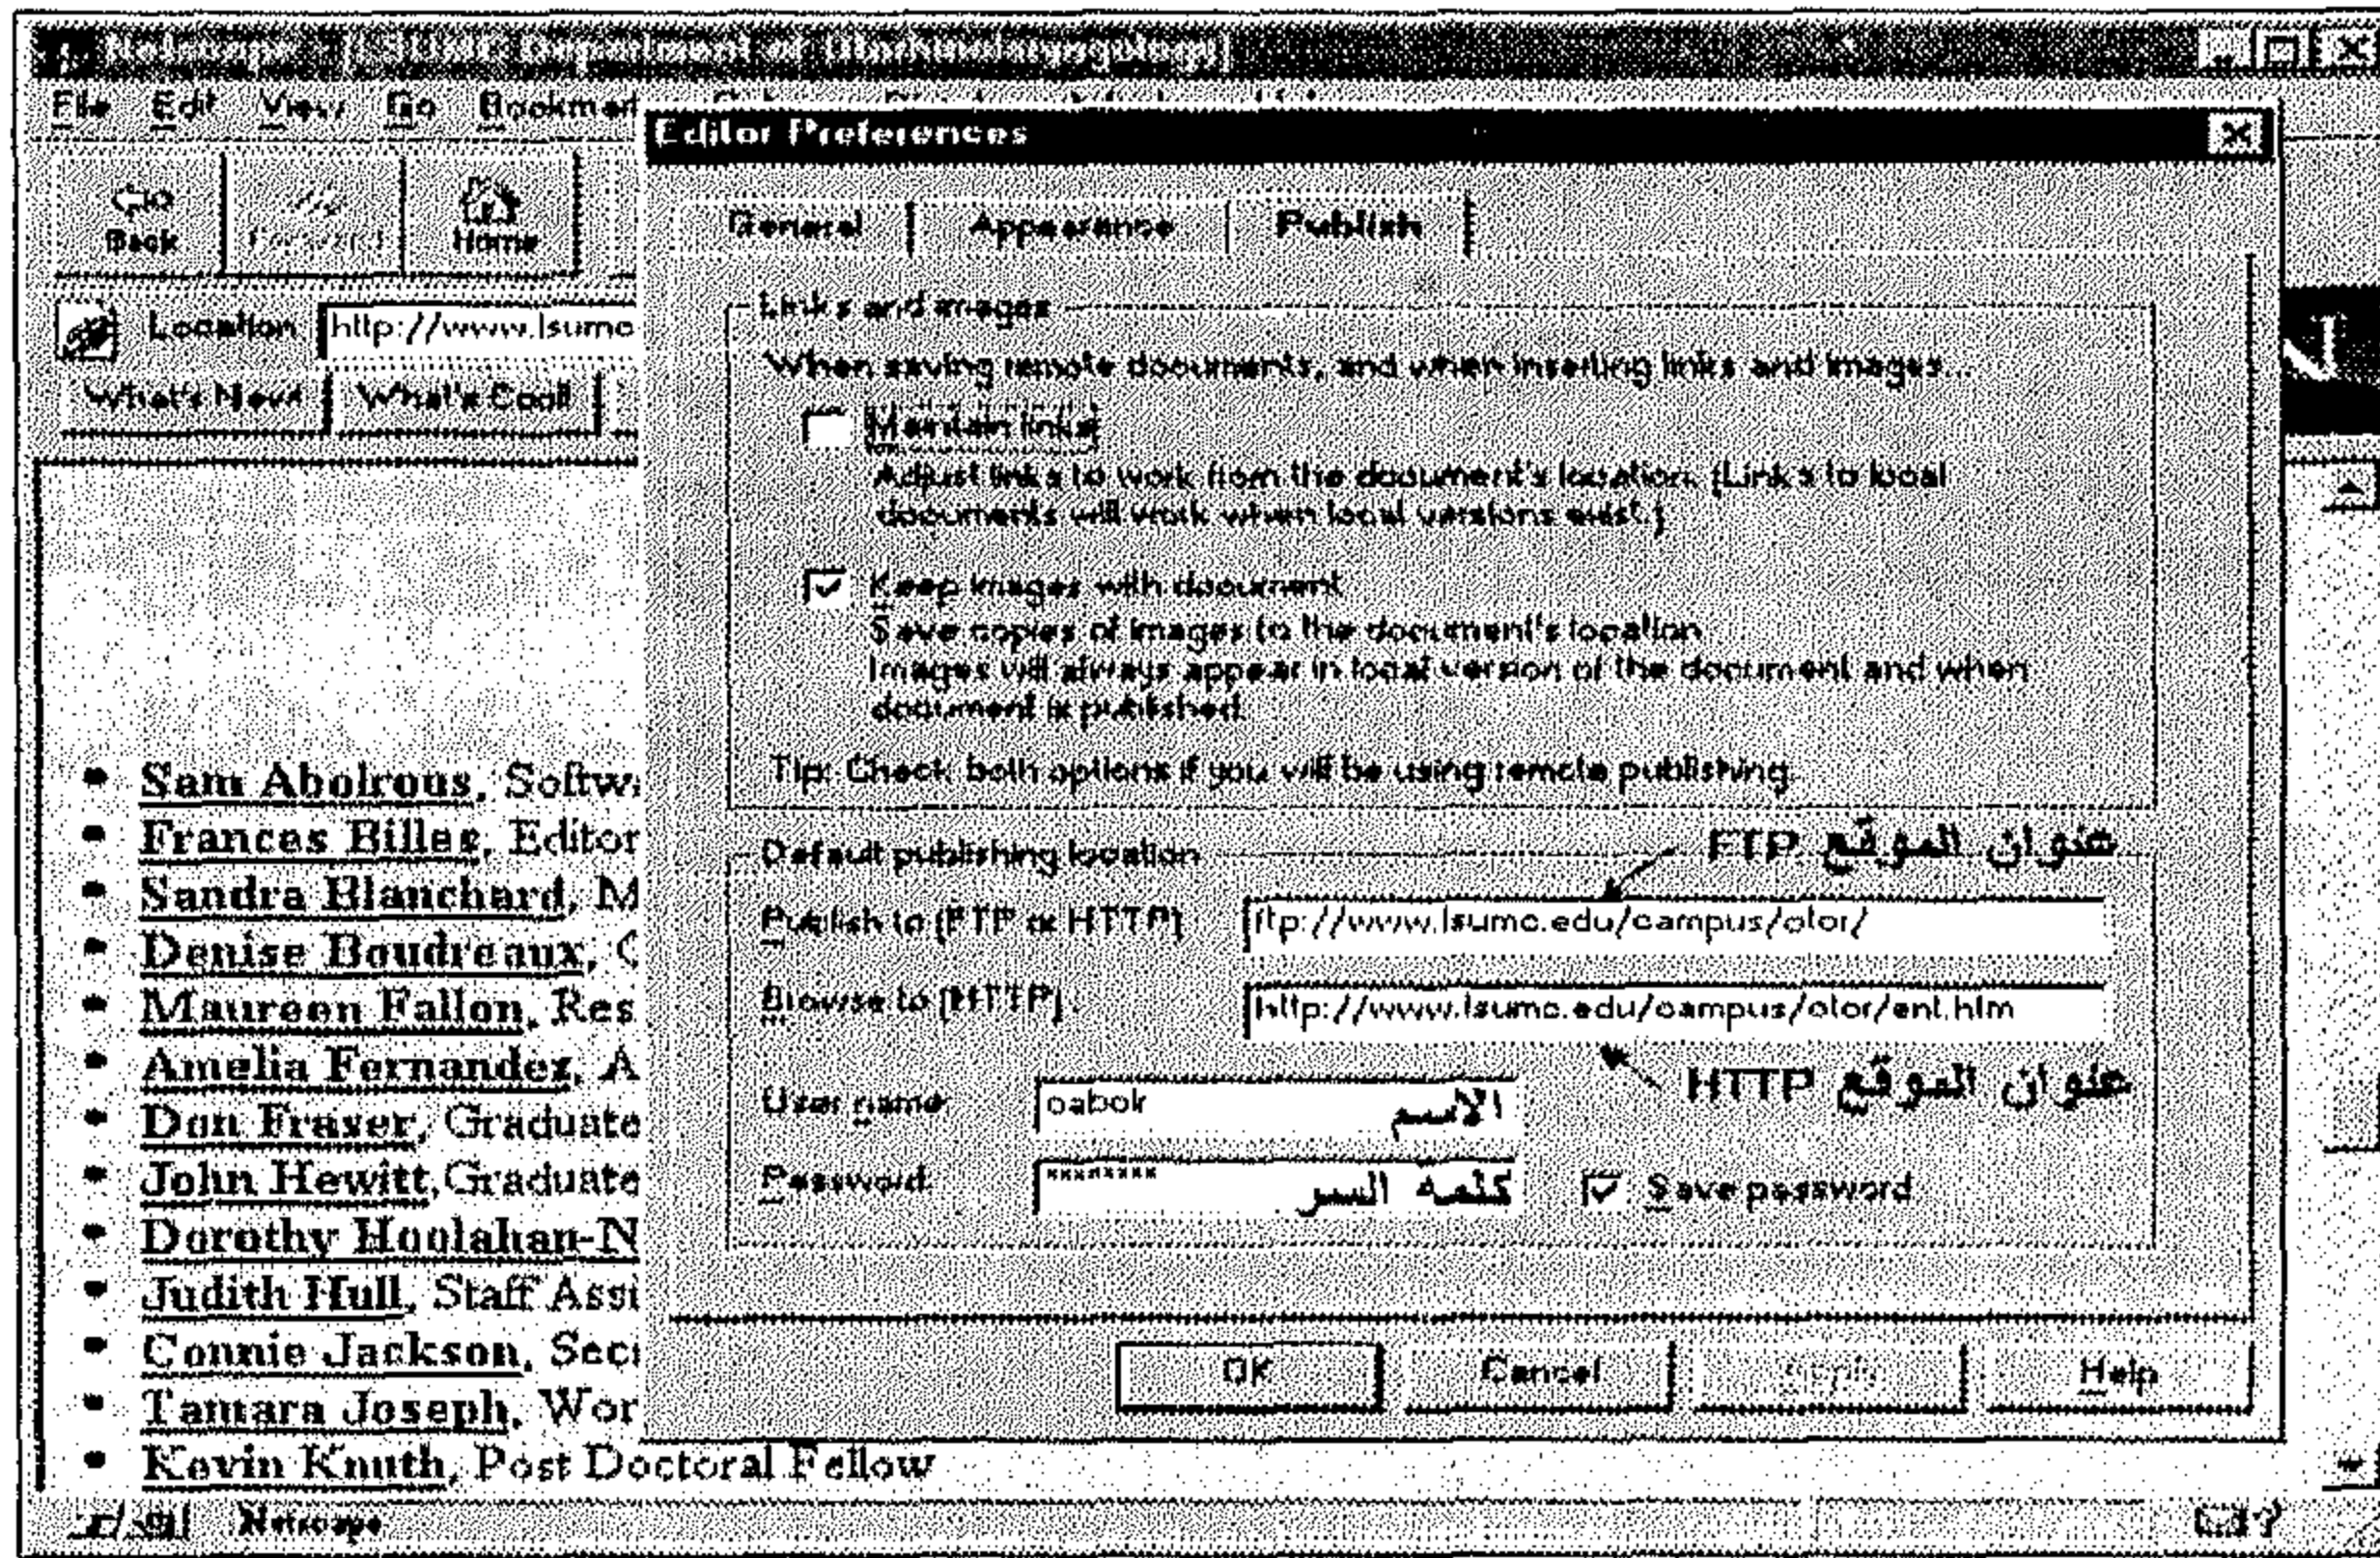 Netscape - [LSUMC Department of Otorhinolaryngology]
File Edit View Go Bookmar
Back Forward Home
Location http://www.lsumc
What's New! What's Cool!
Editor Preferences
General Appearance Publish
Links and images
When saving remote documents, and when inserting links and images...
Maintain links
Adjust links to work from the document's location. (Links to local
documents will work when local versions exist.)
Keep images with document
Save copies of images to the document's location
Images will always appear in local version of the document and when
document is published.
Tip: Check both options if you will be using remote publishing.
Default publishing location
عنوان الموقع FTP
Publish to (FTP or HTTP) ftp://www.lsumc.edu/campus/otor/
Browse to (HTTP) http://www.lsumc.edu/campus/otor/ent.htm
عنوان الموقع HTTP
User name oabolr الاسم
Password: ******** كلمة السر Save password
OK Cancel Apply Help
Sam Abolrous, Softw
Frances Billes, Editor
Sandra Blanchard, M
Denise Boudreaux, C
Maureen Fallon, Res
Amelia Fernandez, A
Don Fraser, Graduate
John Hewitt, Graduate
Dorothy Hoolahan-N
Judith Hull, Staff Assi
Connie Jackson, Secr
Tamara Joseph, Wor
Kevin Knuth, Post Doctoral Fellow
Netscape